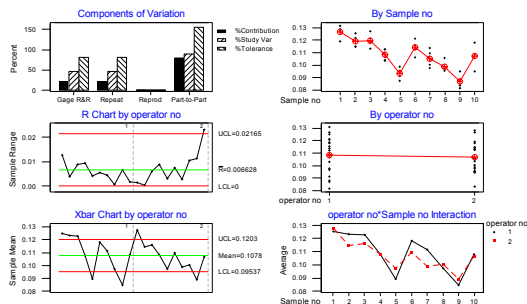 Components of Variation
150
100
50
0
Percent
%Contribution
%Study Var
%Tolerance
Gage R&R Repeat Reprod Part-to-Part
By Sample no
0.13
0.12
0.11
0.10
0.09
0.08
Sample no 1 2 3 4 5 6 7 8 9 10
R Chart by operator no
0.02
0.01
0.00
Sample Range
1 2
UCL=0.02165
R=0.006628
LCL=0
By operator no
0.13
0.12
0.11
0.10
0.09
0.08
operator no 1 2
Xbar Chart by operator no
0.13
0.12
0.11
0.10
0.09
0.08
Sample Mean
1 2
UCL=0.1203
Mean=0.1078
LCL=0.09537
operator no*Sample no Interaction
operator no
1
2
0.13
0.12
0.11
0.10
0.09
0.08
Average
Sample no 1 2 3 4 5 6 7 8 9 10